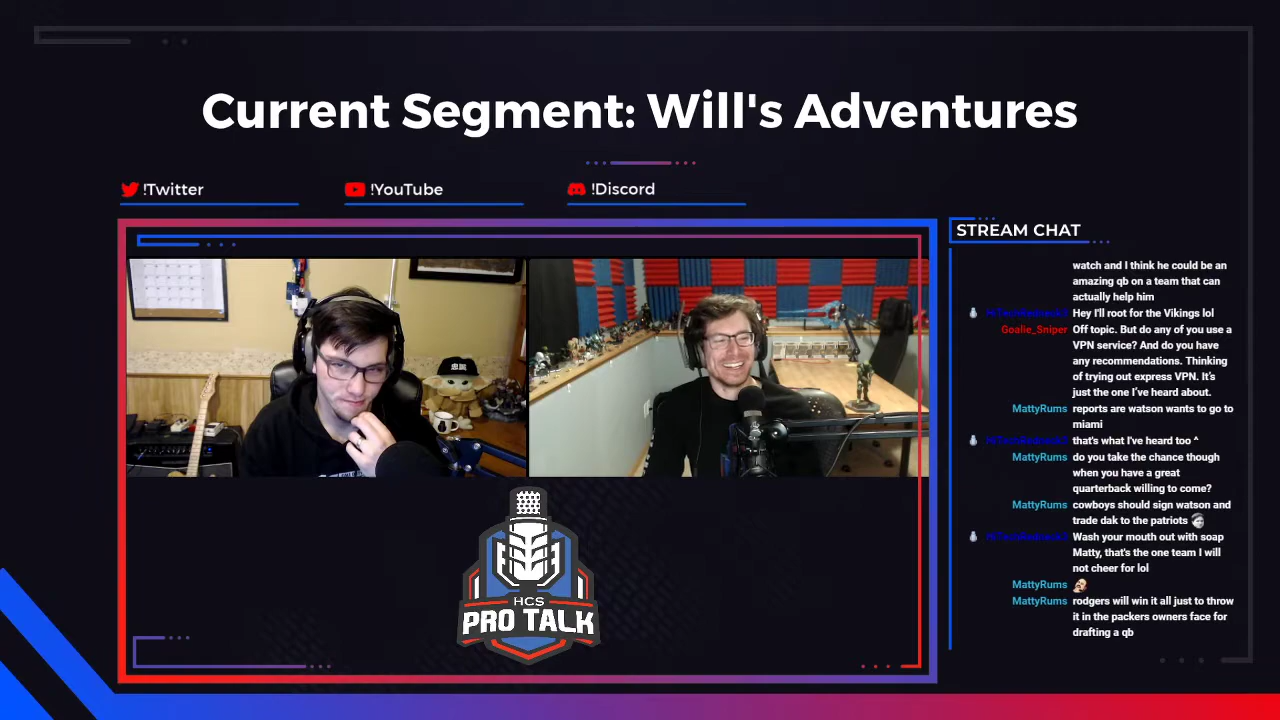 Current Segment: Will's Adventures
!Twitter
!YouTube
!Discord
STREAM CHAT
watch and I think he could be an
amazing qb on a team that can
actually help him
Hey I'll root for the Vikings lol
Goalie_Sniper Off topic. But do any of you use a
VPN service? And do you have
any recommendations. Thinking
of trying out express VPN. It's
just the one I've heard about.
MattyRums reports are watson wants to go to
miami
that's what I've heard too ^
MattyRums do you take the chance though
when you have a great
quarterback willing to come?
MattyRums cowboys should sign watson and
trade dak to the patriots
Wash your mouth out with soap
Matty, that's the one team I will
not cheer for lol
MattyRums
MattyRums rodgers will win it all just to throw
it in the packers owners face for
drafting a qb
HCS
PRO TALK